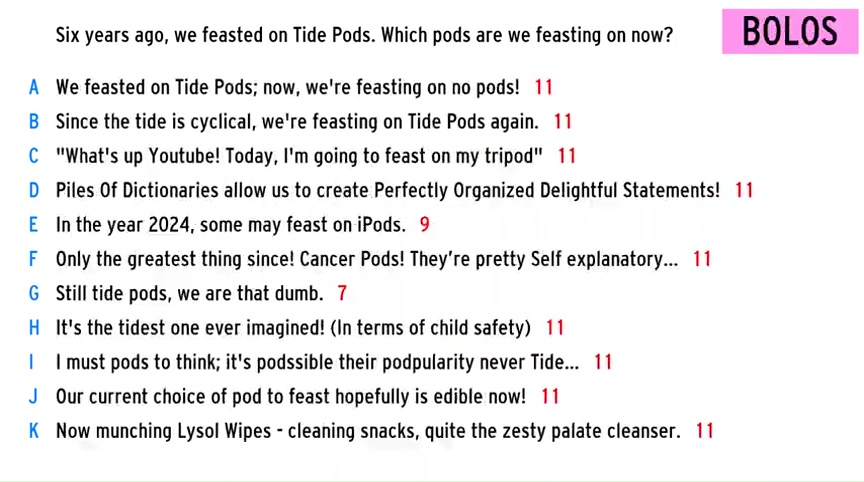 Six years ago, we feasted on Tide Pods. Which pods are we feasting on now?
BOLOS
A We feasted on Tide Pods; now, we're feasting on no pods! 11
B Since the tide is cyclical, we're feasting on Tide Pods again. 11
C "What's up Youtube! Today, I'm going to feast on my tripod" 11
D Piles Of Dictionaries allow us to create Perfectly Organized Delightful Statements! 11
E In the year 2024, some may feast on iPods. 9
F Only the greatest thing since! Cancer Pods! They’re pretty Self explanatory... 11
G Still tide pods, we are that dumb. 7
H It's the tidest one ever imagined! (In terms of child safety) 11
I I must pods to think; it's podssible their podpularity never Tide... 11
J Our current choice of pod to feast hopefully is edible now! 11
K Now munching Lysol Wipes - cleaning snacks, quite the zesty palate cleanser. 11